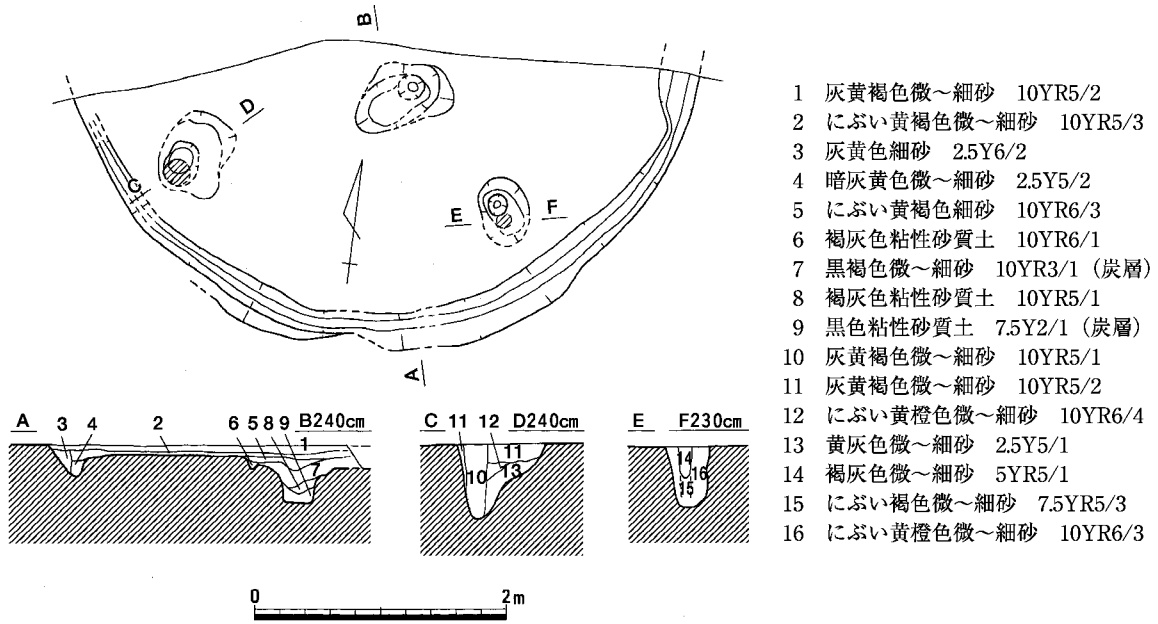 B
D
C
E F
A
1 灰黄褐色微～細砂 10YR5/2
2 にぶい黄褐色微～細砂 10YR5/3
3 灰黄色細砂 2.5Y6/2
4 暗灰黄色微～細砂 2.5Y5/2
5 にぶい黄褐色細砂 10YR6/3
6 褐灰色粘性砂質土 10YR6/1
7 黒褐色微～細砂 10YR3/1（炭層）
8 褐灰色粘性砂質土 10YR5/1
9 黒色粘性砂質土 7.5Y2/1（炭層）
10 灰黄褐色微～細砂 10YR5/1
11 灰黄褐色微～細砂 10YR5/2
12 にぶい黄橙色微～細砂 10YR6/4
13 黄灰色微～細砂 2.5Y5/1
14 褐灰色微～細砂 5YR5/1
15 にぶい褐色微～細砂 7.5YR5/3
16 にぶい黄橙色微～細砂 10YR6/3
A 3 4 2 6 5 8 9 B240cm
1
7
C 11 12 D240cm
11
13
10
E F230cm
14
16
15
0 2m